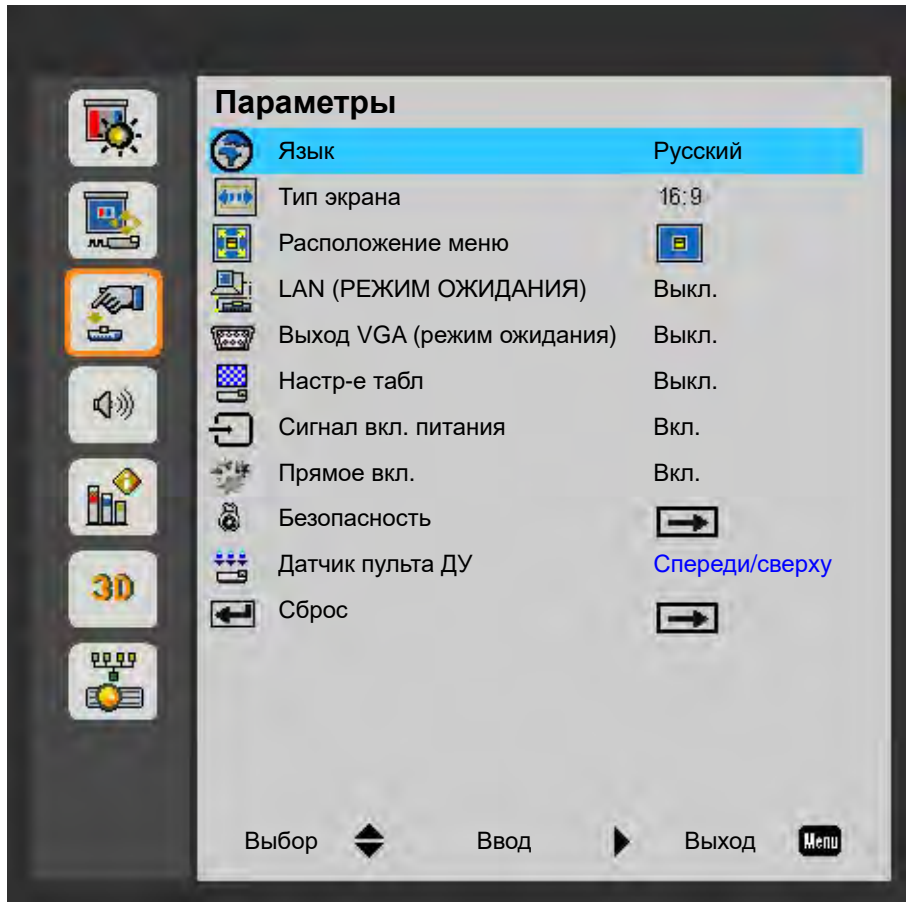 Параметры
Язык Русский
Тип экрана 16:9
Расположение меню
LAN (РЕЖИМ ОЖИДАНИЯ) Выкл.
Выход VGA (режим ожидания) Выкл.
Настр-е табл Выкл.
Сигнал вкл. питания Вкл.
Прямое вкл. Вкл.
Безопасность
Датчик пульта ДУ Спереди/сверху
3D
Сброс
Выбор Ввод Выход Menu